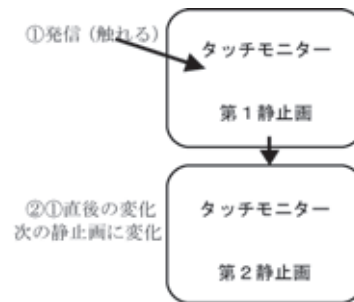 ①発信（触れる）
タッチモニター
第１静止画
②①直後の変化
次の静止画に変化
タッチモニター
第２静止画